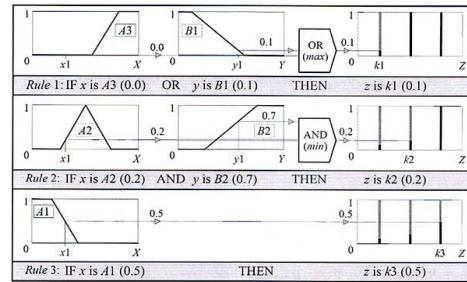 1 A3 1 B1 1
0.0 0.1 OR (max) 0.1
0 x1 X 0 y1 Y 0 k1 Z
Rule 1: IF x is A3 (0.0) OR y is B1 (0.1) THEN z is k1 (0.1)
1 A2 1 0.7 1
0.2 B2 AND (min) 0.2
0 x1 X 0 y1 Y 0 k2 Z
Rule 2: IF x is A2 (0.2) AND y is B2 (0.7) THEN z is k2 (0.2)
1 A1 1
0.5 0.5
0 x1 X 0 k3 Z
Rule 3: IF x is A1 (0.5) THEN z is k3 (0.5)